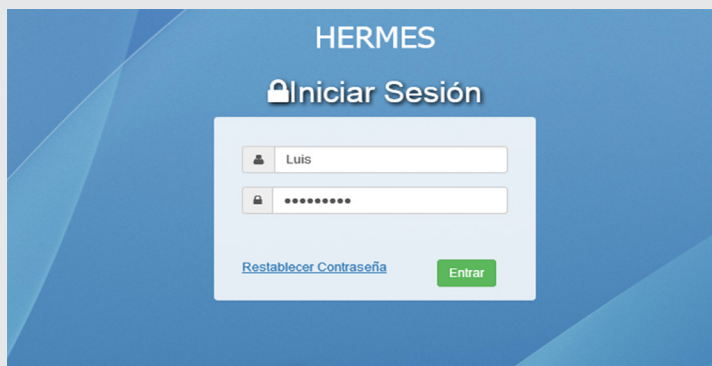 HERMES
Iniciar Sesión
Luis
•••••••••
Restablecer Contraseña
Entrar